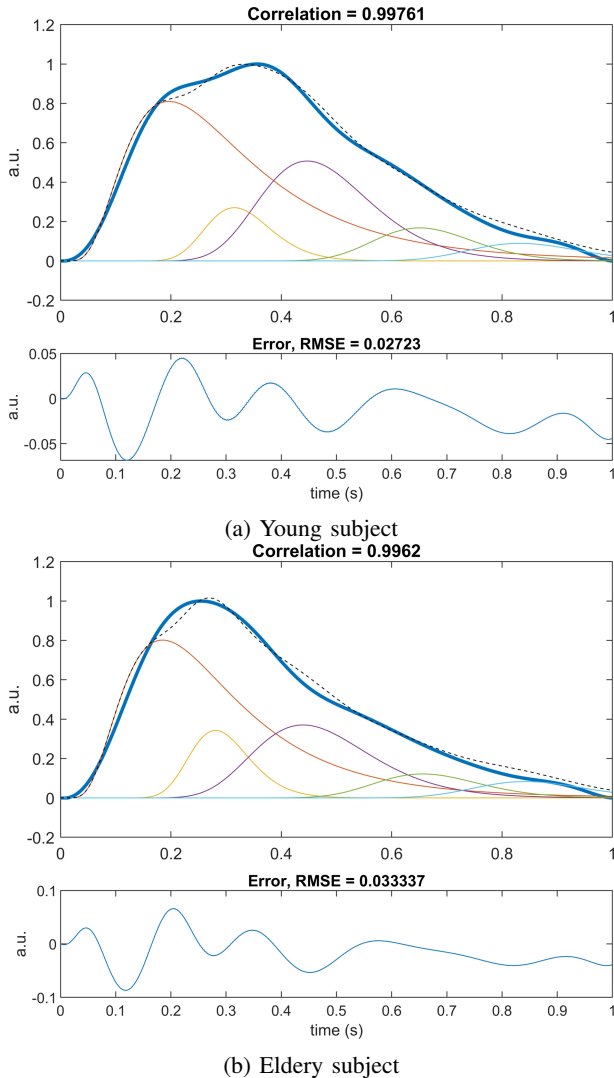 Correlation = 0.99761
1.2
1
0.8
0.6
0.4
0.2
0
-0.2
a.u.
0 0.2 0.4 0.6 0.8 1
Error, RMSE = 0.02723
0.05
0
-0.05
a.u.
0 0.1 0.2 0.3 0.4 0.5 0.6 0.7 0.8 0.9 1
time (s)
(a) Young subject
Correlation = 0.9962
1.2
1
0.8
0.6
0.4
0.2
0
-0.2
a.u.
0 0.2 0.4 0.6 0.8 1
Error, RMSE = 0.033337
0.1
0
-0.1
a.u.
0 0.1 0.2 0.3 0.4 0.5 0.6 0.7 0.8 0.9 1
time (s)
(b) Eldery subject